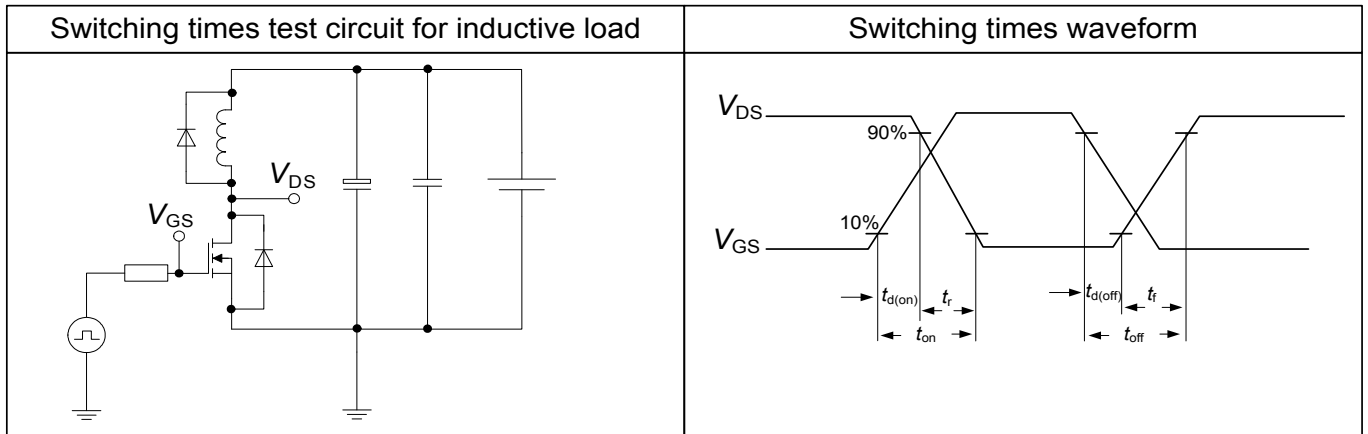 Switching times test circuit for inductive load
Switching times waveform
VDS
VGS
VDS
90%
10%
VGS
td(on)
tr
ton
td(off)
tf
toff